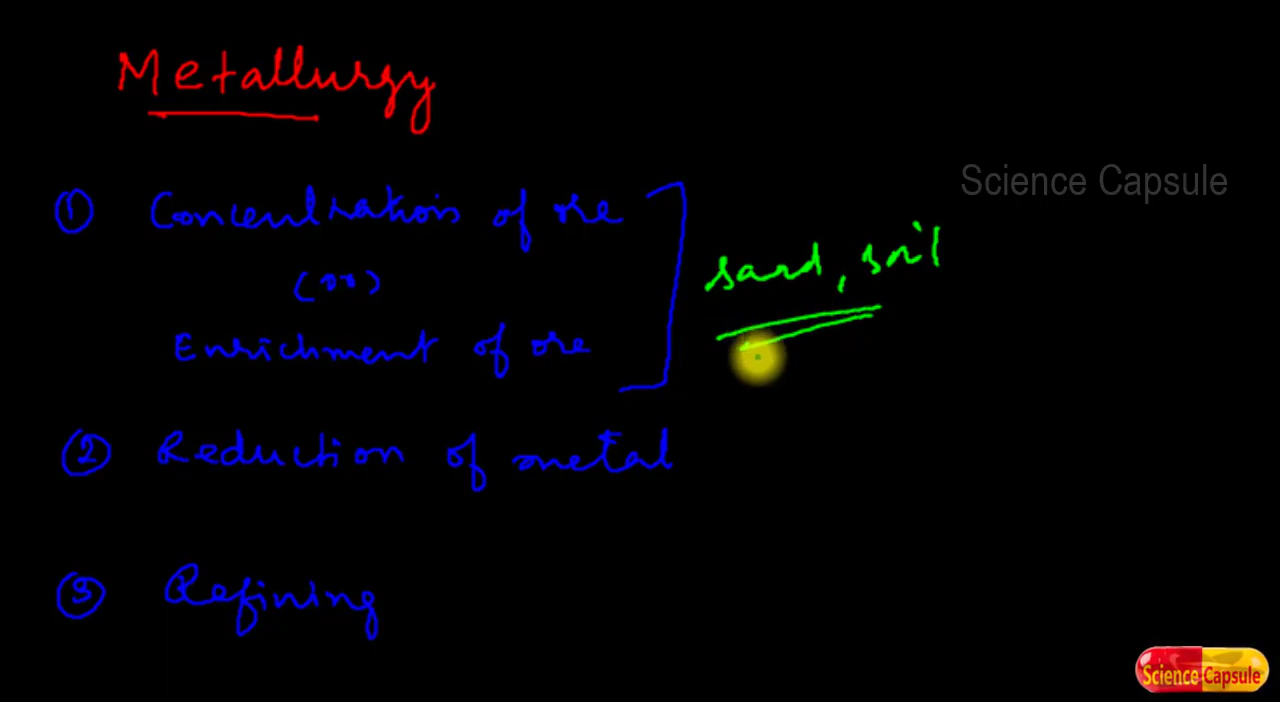 Metallurgy
Science Capsule
① Concentration of ore
sand, soil
(or)
Enrichment of ore
② Reduction of metal
③ Refining
Science Capsule